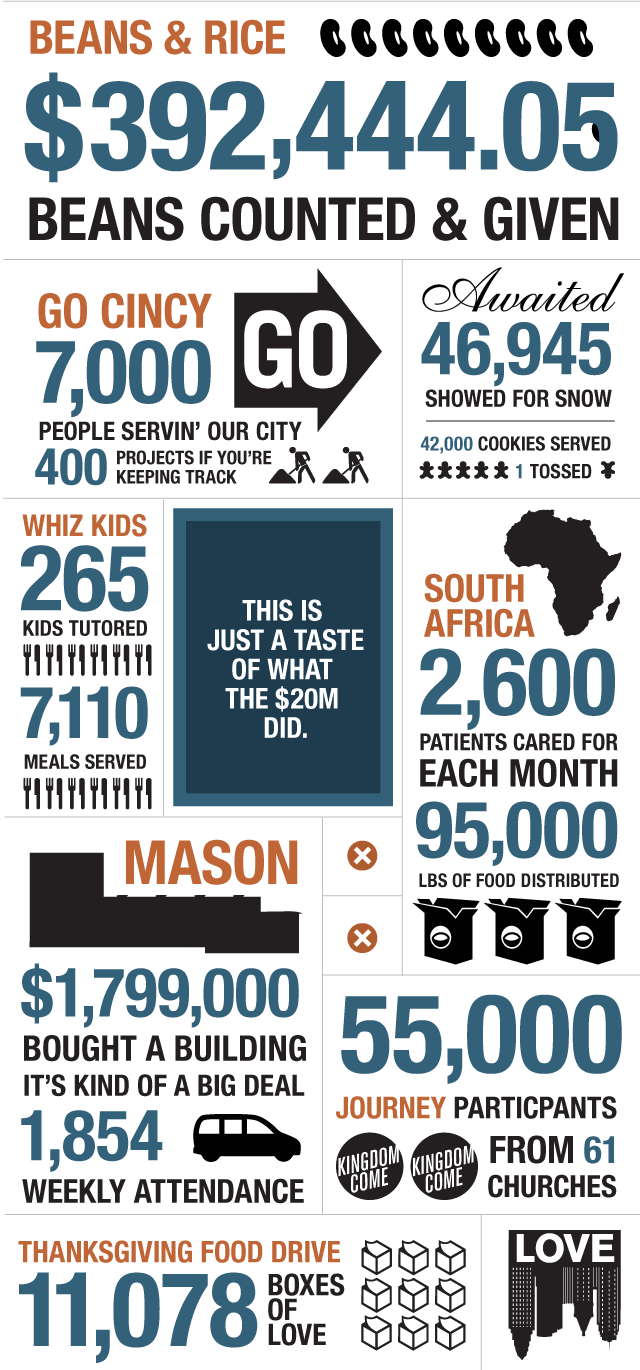 BEANS & RICE
$392,444.05
BEANS COUNTED & GIVEN
GO CINCY
7,000
GO
PEOPLE SERVIN' OUR CITY
400 PROJECTS IF YOU'RE
KEEPING TRACK
Awaited
46,945
SHOWED FOR SNOW
42,000 COOKIES SERVED
1 TOSSED
WHIZ KIDS
265
KIDS TUTORED
7,110
MEALS SERVED
THIS IS
JUST A TASTE
OF WHAT
THE $20M
DID.
SOUTH
AFRICA
2,600
PATIENTS CARED FOR
EACH MONTH
95,000
LBS OF FOOD DISTRIBUTED
MASON
$1,799,000
BOUGHT A BUILDING
IT'S KIND OF A BIG DEAL
1,854
WEEKLY ATTENDANCE
55,000
JOURNEY PARTICPANTS
KINGDOM
COME
KINGDOM
COME
FROM 61
CHURCHES
THANKSGIVING FOOD DRIVE
11,078
BOXES
OF
LOVE
LOVE